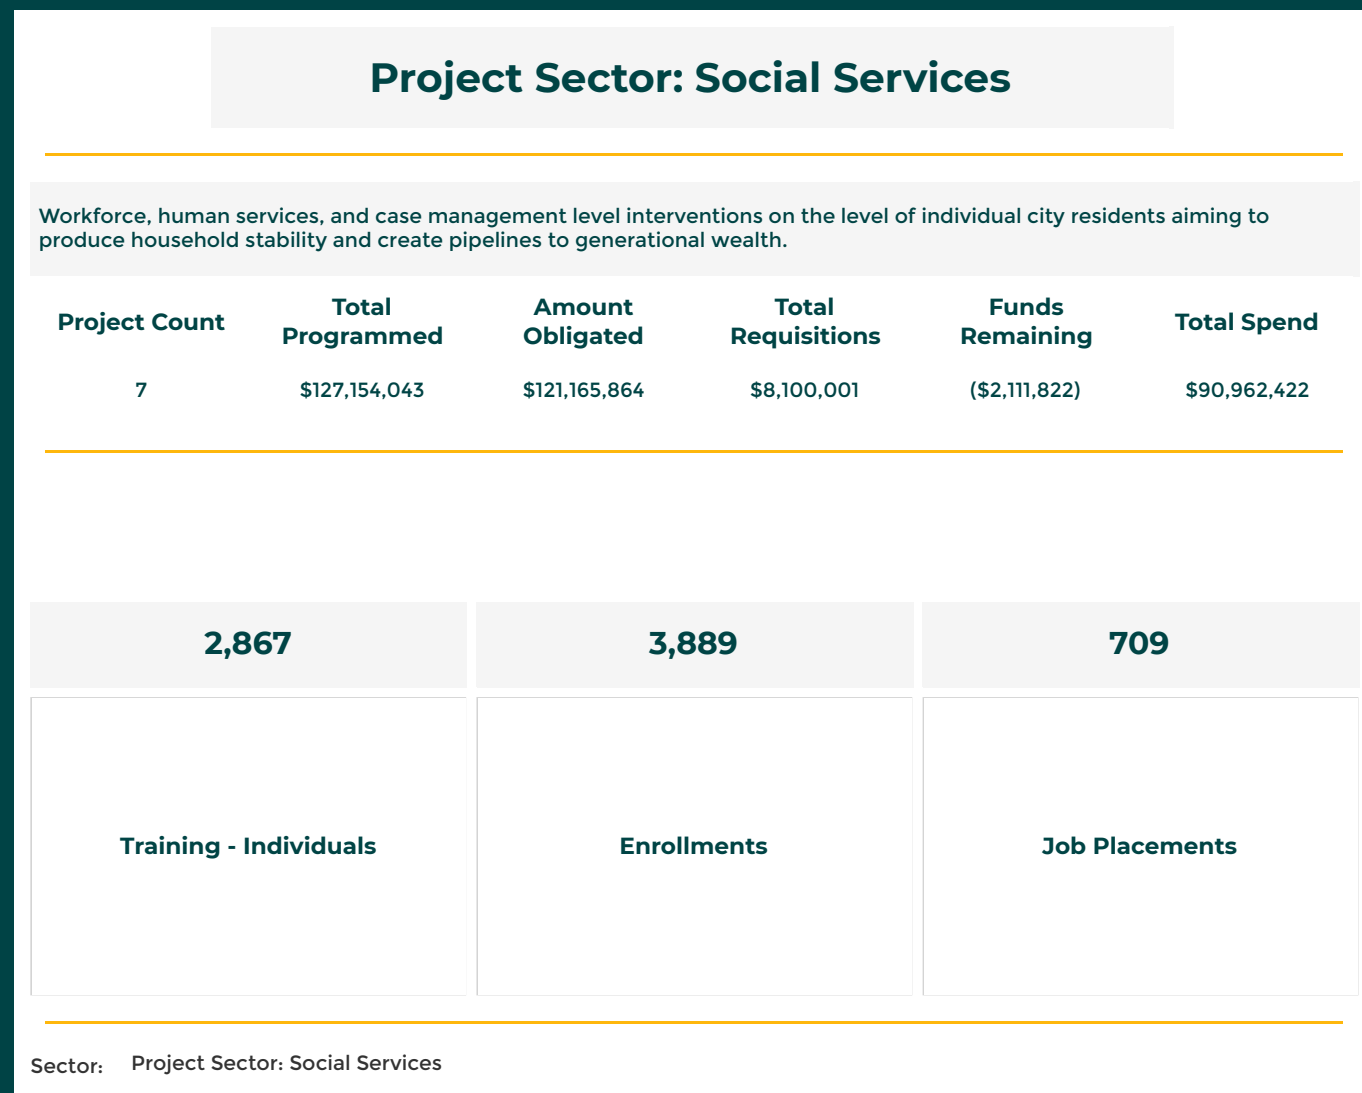 Project Sector: Social Services
Workforce, human services, and case management level interventions on the level of individual city residents aiming to
produce household stability and create pipelines to generational wealth.
Project Count
Total
Programmed
Amount
Obligated
Total
Requisitions
Funds
Remaining
Total Spend
7
$127,154,043
$121,165,864
$8,100,001
($2,111,822)
$90,962,422
2,867
3,889
709
Training - Individuals
Enrollments
Job Placements
Sector: Project Sector: Social Services